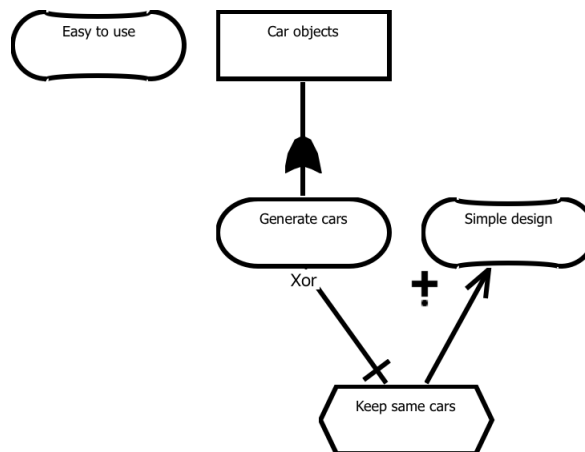 Easy to use
Car objects
Generate cars
Simple design
Xor
Keep same cars